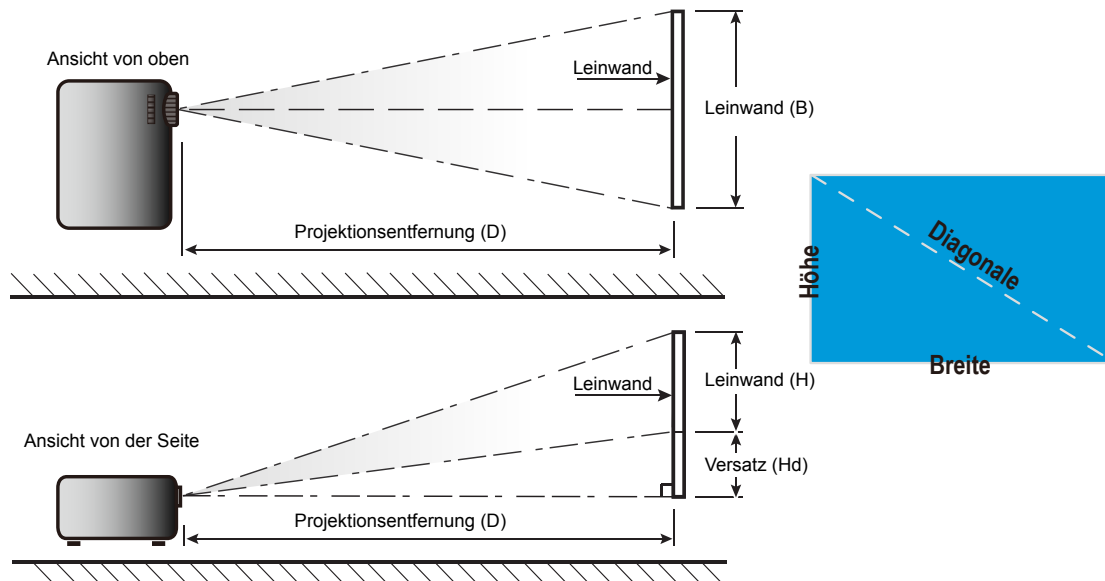 Ansicht von oben
Leinwand
Leinwand (B)
Projektionsentfernung (D)
Höhe
Diagonale
Breite
Ansicht von der Seite
Leinwand
Leinwand (H)
Versatz (Hd)
Projektionsentfernung (D)